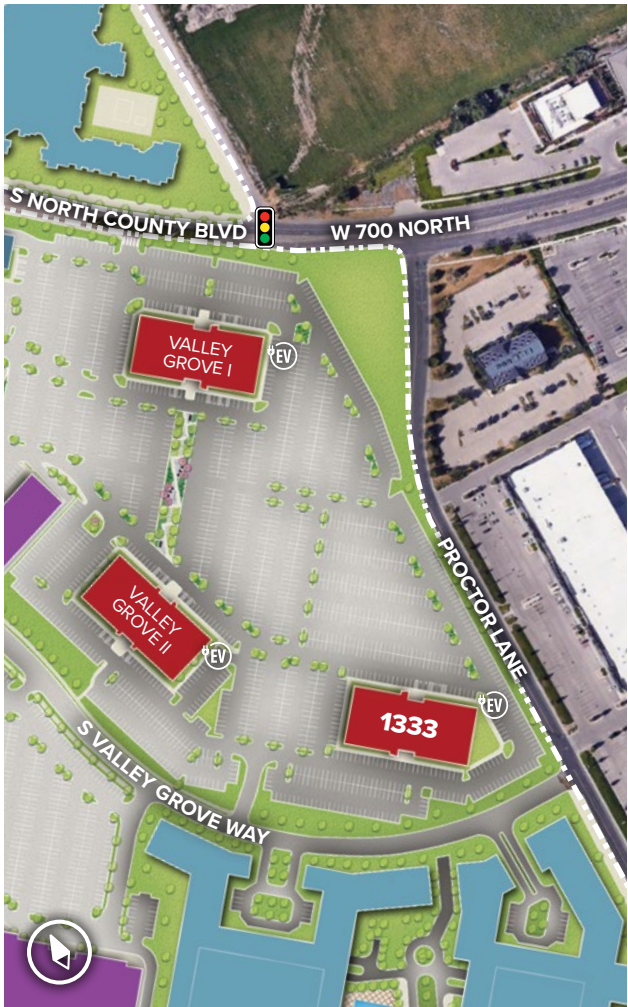 S NORTH COUNTY BLVD
W 700 NORTH
VALLEY
GROVE I
EV
PROCTOR LANE
VALLEY
GROVE II
EV
EV
1333
S VALLEY GROVE WAY